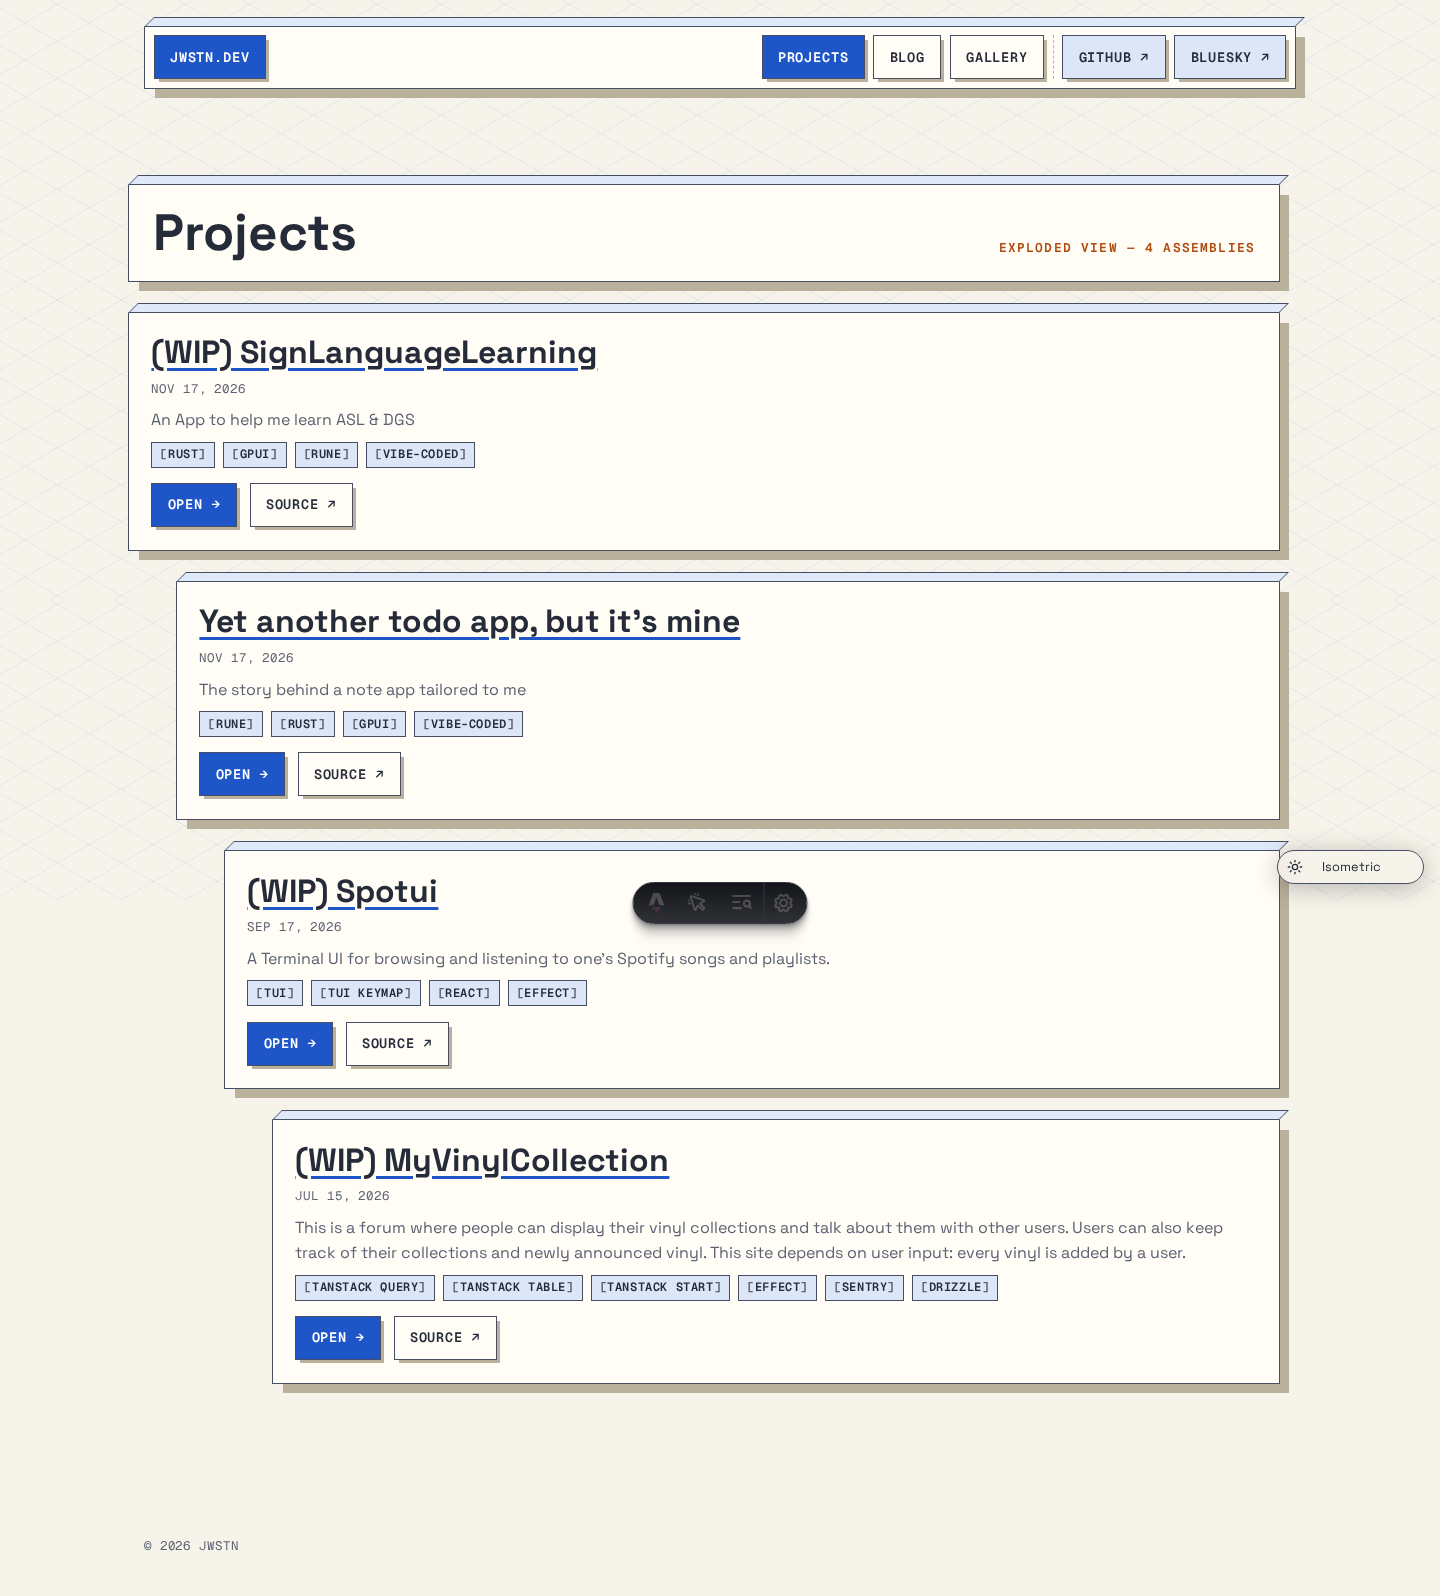 JWSTN.DEV
PROJECTS
BLOG
GALLERY
GITHUB ↗
BLUESKY ↗
Projects
EXPLODED VIEW — 4 ASSEMBLIES
(WIP) SignLanguageLearning
NOV 17, 2026
An App to help me learn ASL & DGS
[RUST] [GPUI] [RUNE] [VIBE-CODED]
OPEN → SOURCE ↗
Yet another todo app, but it’s mine
NOV 17, 2026
The story behind a note app tailored to me
[RUNE] [RUST] [GPUI] [VIBE-CODED]
OPEN → SOURCE ↗
Isometric
(WIP) Spotui
SEP 17, 2026
A Terminal UI for browsing and listening to one’s Spotify songs and playlists.
[TUI] [TUI KEYMAP] [REACT] [EFFECT]
OPEN → SOURCE ↗
(WIP) MyVinylCollection
JUL 15, 2026
This is a forum where people can display their vinyl collections and talk about them with other users. Users can also keep
track of their collections and newly announced vinyl. This site depends on user input: every vinyl is added by a user.
[TANSTACK QUERY] [TANSTACK TABLE] [TANSTACK START] [EFFECT] [SENTRY] [DRIZZLE]
OPEN → SOURCE ↗
© 2026 JWSTN